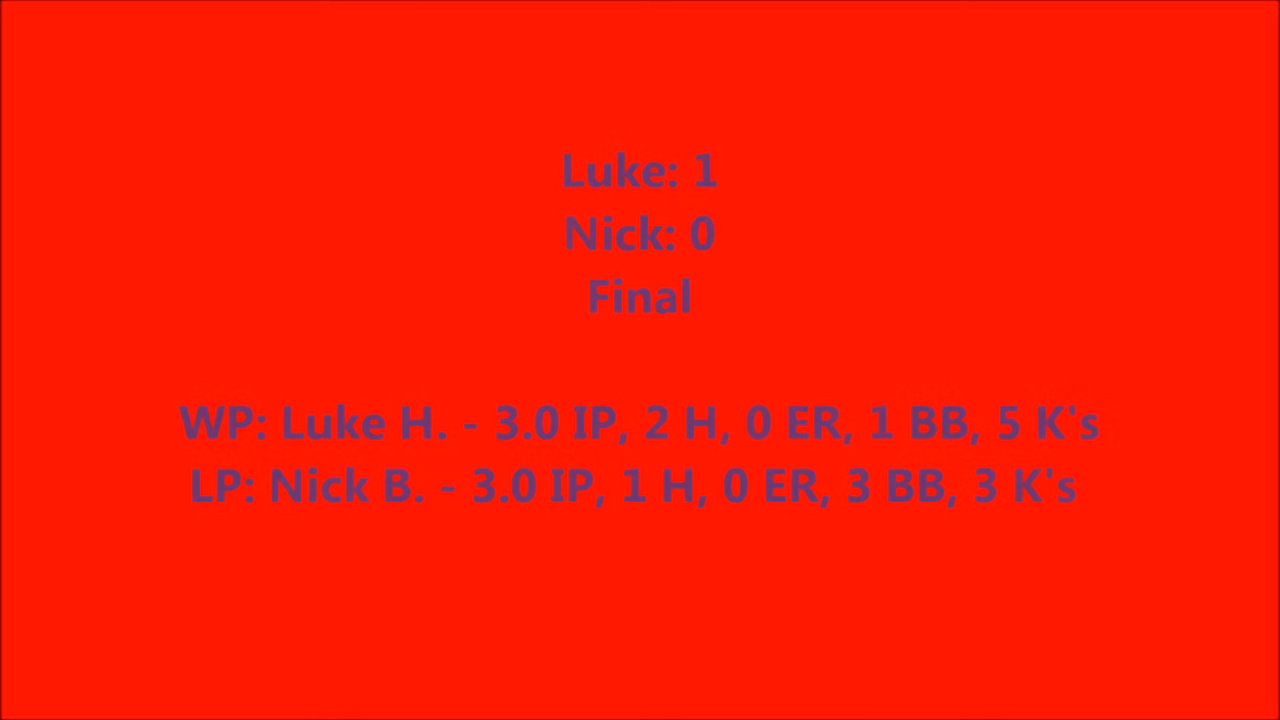 Luke: 1
Nick: 0
Final
WP: Luke H. - 3.0 IP, 2 H, 0 ER, 1 BB, 5 K's
LP: Nick B. - 3.0 IP, 1 H, 0 ER, 3 BB, 3 K's